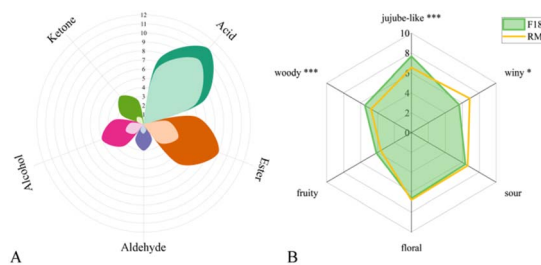 Ketone
Acid
Ester
Aldehyde
Alcohol
12
11
10
9
8
7
6
5
4
3
2
A
jujube-like ***
F18
RM
10
8
6
4
2
0
woody ***
winy *
fruity
sour
floral
B